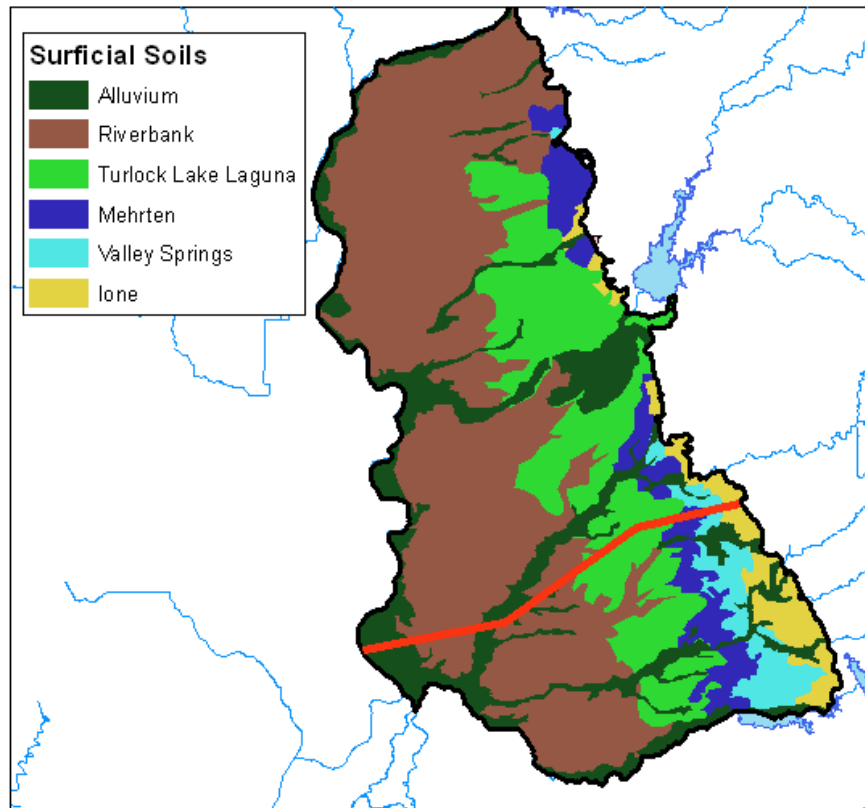 Surficial Soils
Alluvium
Riverbank
Turlock Lake Laguna
Mehrten
Valley Springs
Ione